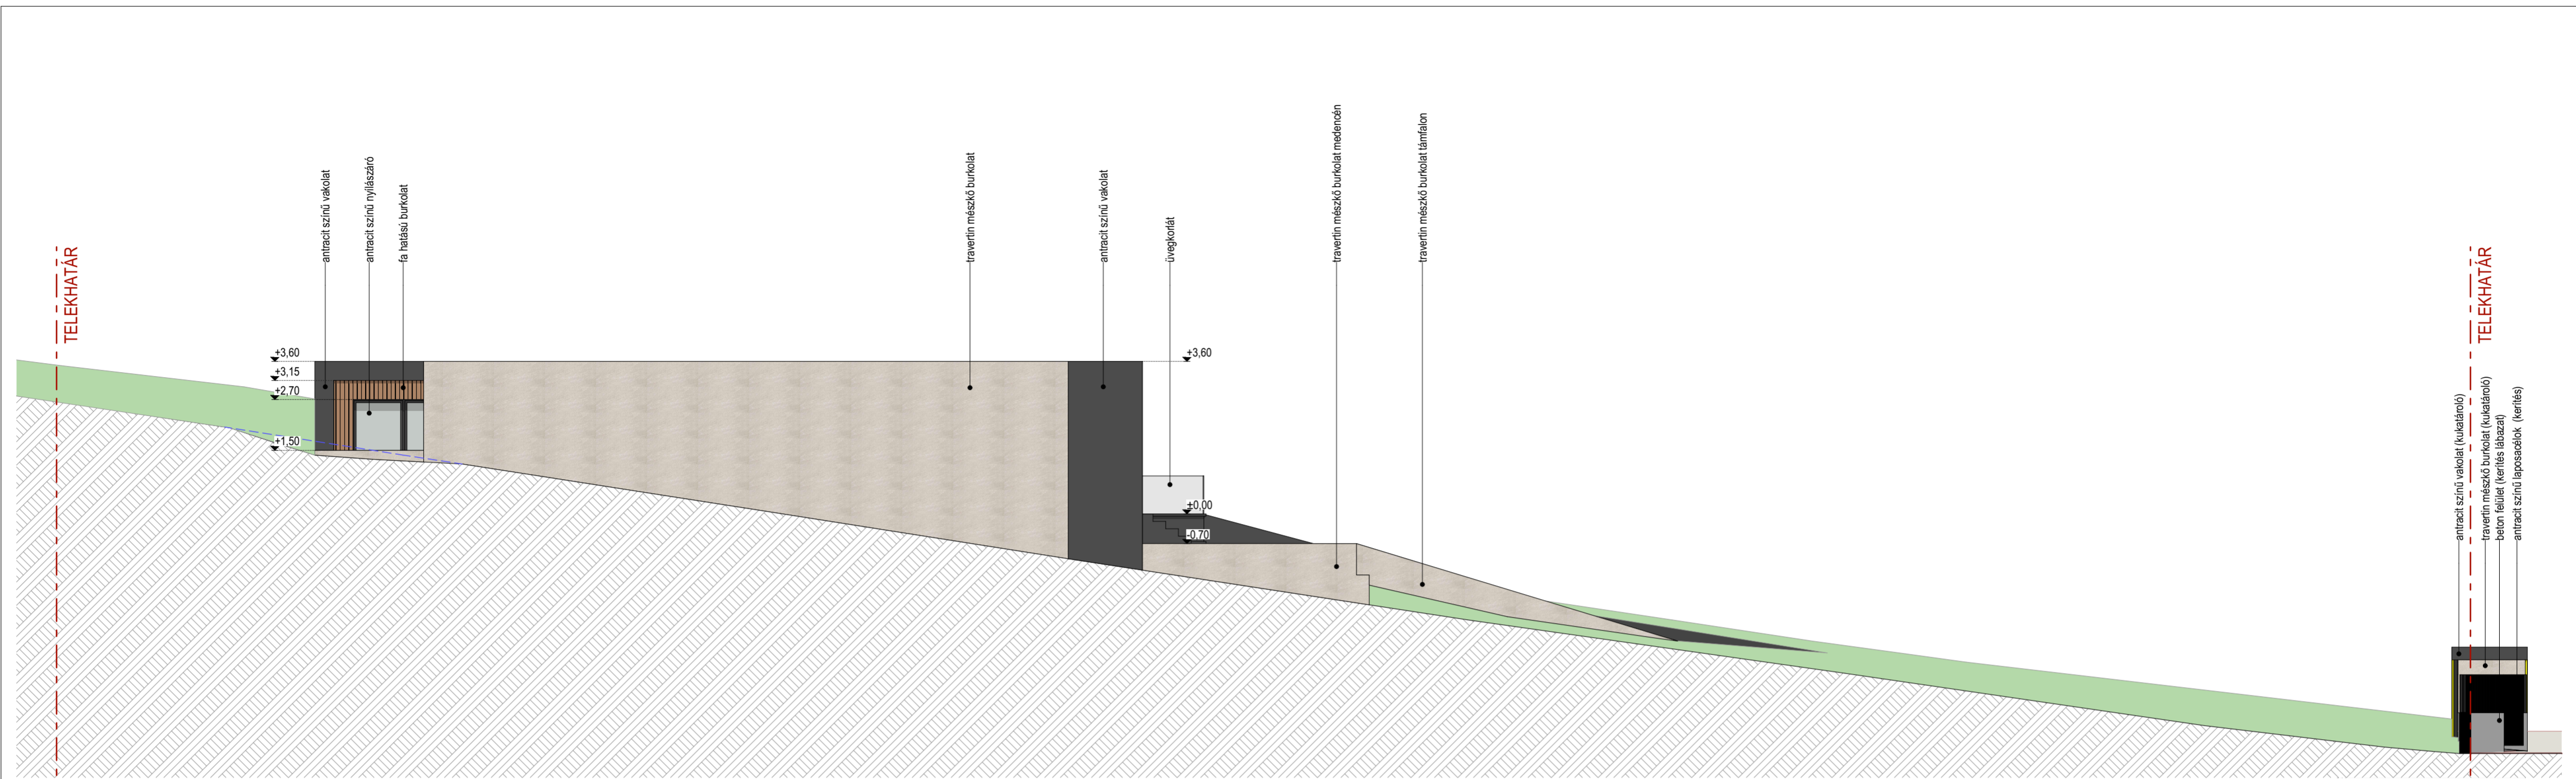 antracit színű vakolat
antracit színű nyílászáró
fa hatású burkolat
travertin mészkő burkolat
antracit színű vakolat
üvegkorlát
travertin mészkő burkolat medencén
travertin mészkő burkolat támfalon
TELEKHATÁR
TELEKHATÁR
+3,60
+3,15
+2,70
+1,50
+3,60
±0,00
-0,70
antracit színű vakolat (kukatároló)
travertin mészkő burkolat (kukatároló)
beton felület (kerítés lábazat)
antracit színű laposacélok (kerítés)